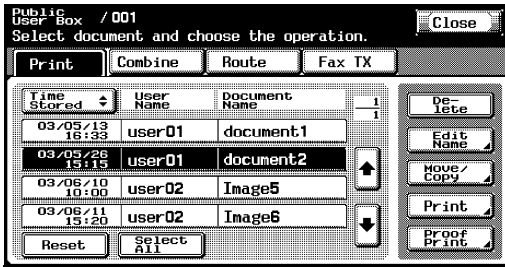 Public
User Box / 001
Close
Select document and choose the operation.
Print
Combine
Route
Fax TX
Time
Stored
User
Name
Document
Name
1
1
De-
lete
03/05/13
16:33
user01
document1
Edit
Name
03/05/26
15:15
user01
document2
Move/
Copy
03/06/10
10:00
user02
Image5
Print
03/06/11
15:20
user02
Image6
Proof
Print
Reset
Select
All